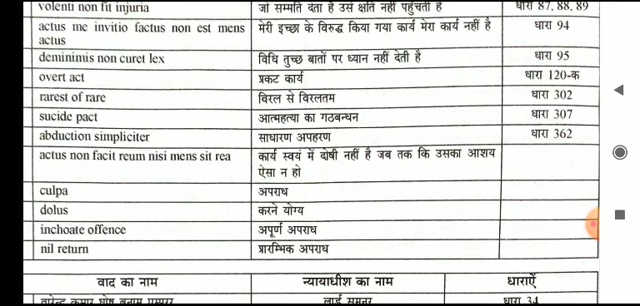 volenti non fit injuria जो सम्मति देता है उसे क्षति नहीं पहुंचती है धारा 87, 88, 89
actus me invitio factus non est mens मेरी इच्छा के विरुद्ध किया गया कार्य मेरा कार्य नहीं है धारा 94
actus
deminimis non curet lex विधि तुच्छ बातों पर ध्यान नहीं देती है धारा 95
overt act प्रकट कार्य धारा 120-क
rarest of rare विरल से विरलतम धारा 302
sucide pact आत्महत्या का गठबन्धन धारा 307
abduction simpliciter साधारण अपहरण धारा 362
actus non facit reum nisi mens sit rea कार्य स्वयं में दोषी नहीं है जब तक कि उसका आशय
ऐसा न हो
culpa अपराध
dolus करने योग्य
inchoate offence अपूर्ण अपराध
nil return प्रारम्भिक अपराध
वाद का नाम न्यायाधीश का नाम धाराऐं
कुमार घोष बनाम एम्परर लार्ड समनर धारा 34